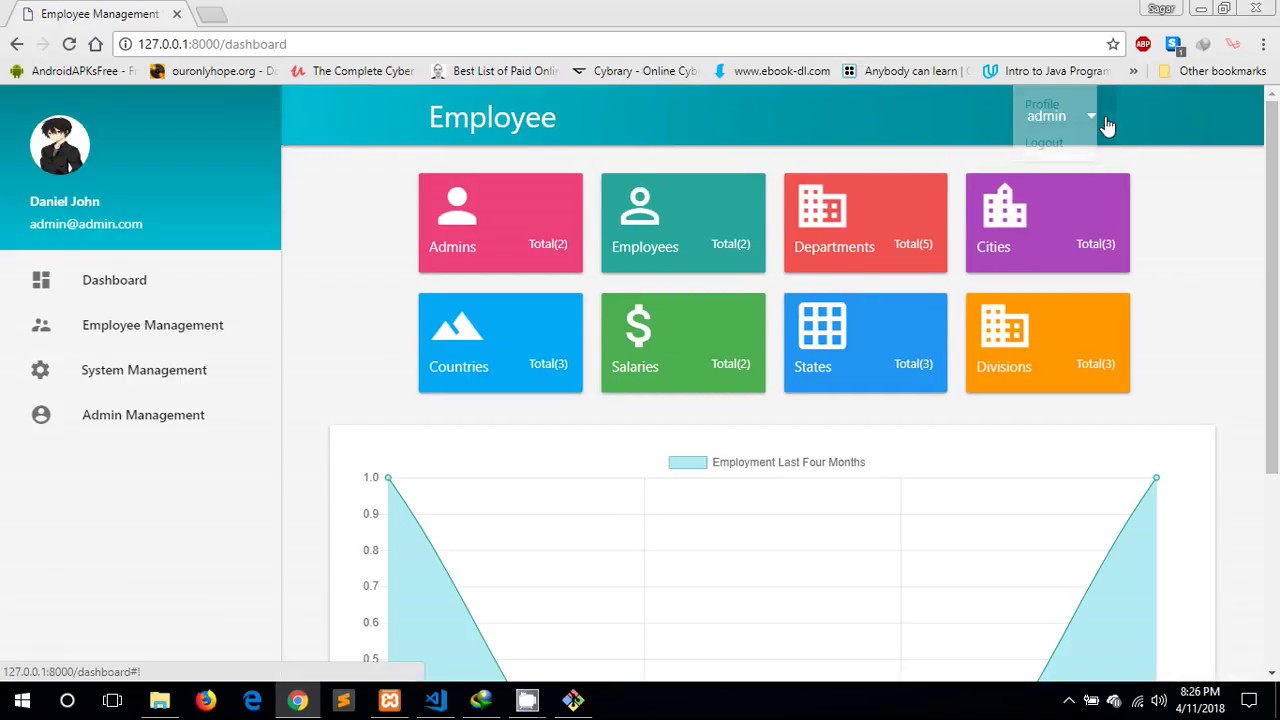 Employee Management
Sagar
127.0.0.1:8000/dashboard
ABP
1
AndroidAPKsFree - F
ouronlyhope.org - Do
The Complete Cyber
Best List of Paid Onli
Cybrary - Online Cyb
www.ebook-dl.com
Anybody can learn | C
Intro to Java Program
»
Other bookmarks
Daniel John
admin@admin.com
Dashboard
Employee Management
System Management
Admin Management
Employee
Profile
admin
Logout
Admins Total(2)
Employees Total(2)
Departments Total(5)
Cities Total(3)
Countries Total(3)
Salaries Total(2)
States Total(3)
Divisions Total(3)
Employment Last Four Months
1.0
0.9
0.8
0.7
0.6
0.5
127.0.0.1:8000/dashboard#!
8:26 PM
4/11/2018